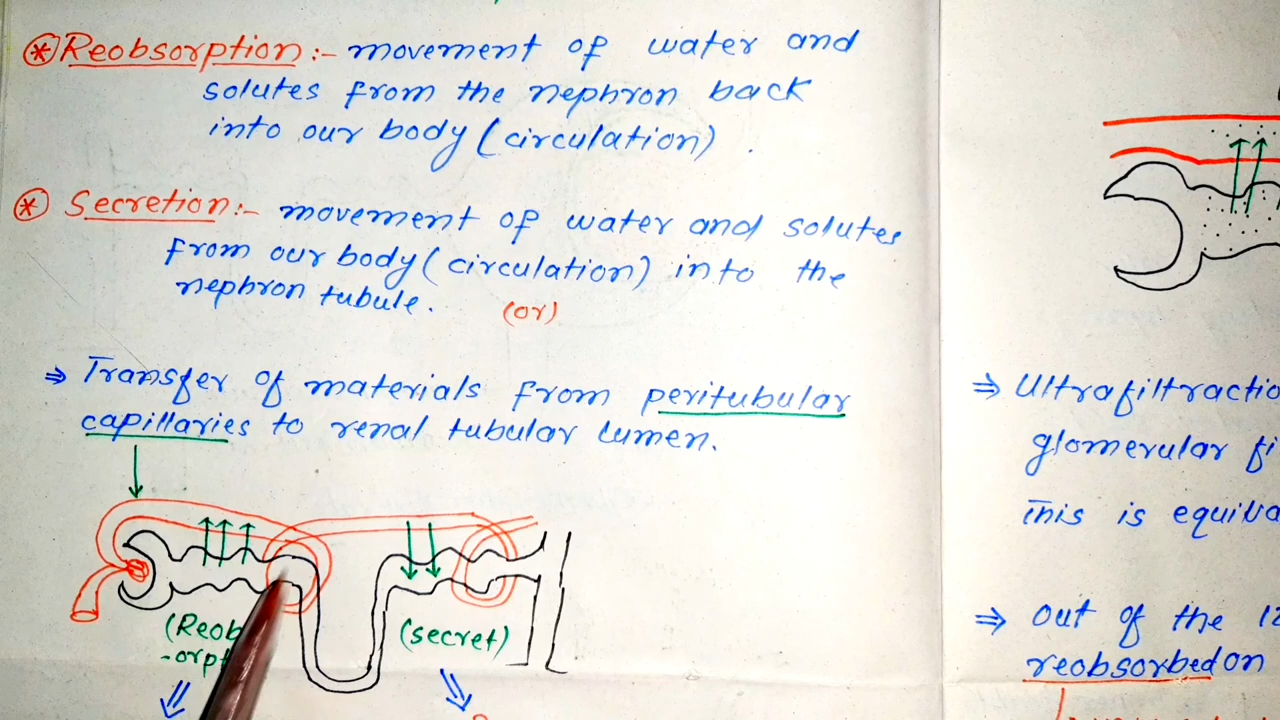 * Reobsorption:- movement of water and
solutes from the nephron back
into our body (circulation).
* Secretion:- movement of water and solutes
from our body (circulation) into the
nephron tubule. (or)
⇒ Transfer of materials from peritubular
capillaries to renal tubular lumen.
(Reob
-orpt
(secret)
⇒ Ultrafiltractio
glomerular fi
This is equiva
⇒ out of the
reobsorbed on